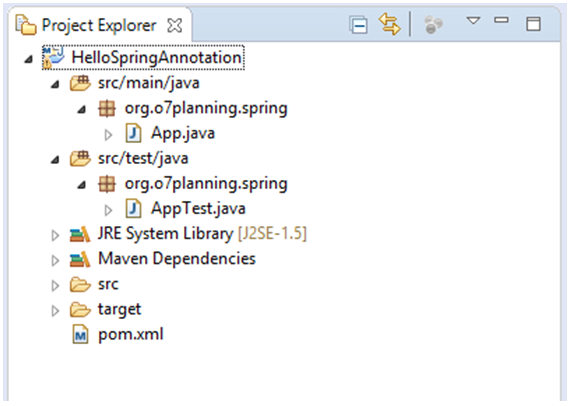 Project Explorer
HelloSpringAnnotation
src/main/java
org.o7planning.spring
App.java
src/test/java
org.o7planning.spring
AppTest.java
JRE System Library [J2SE-1.5]
Maven Dependencies
src
target
pom.xml